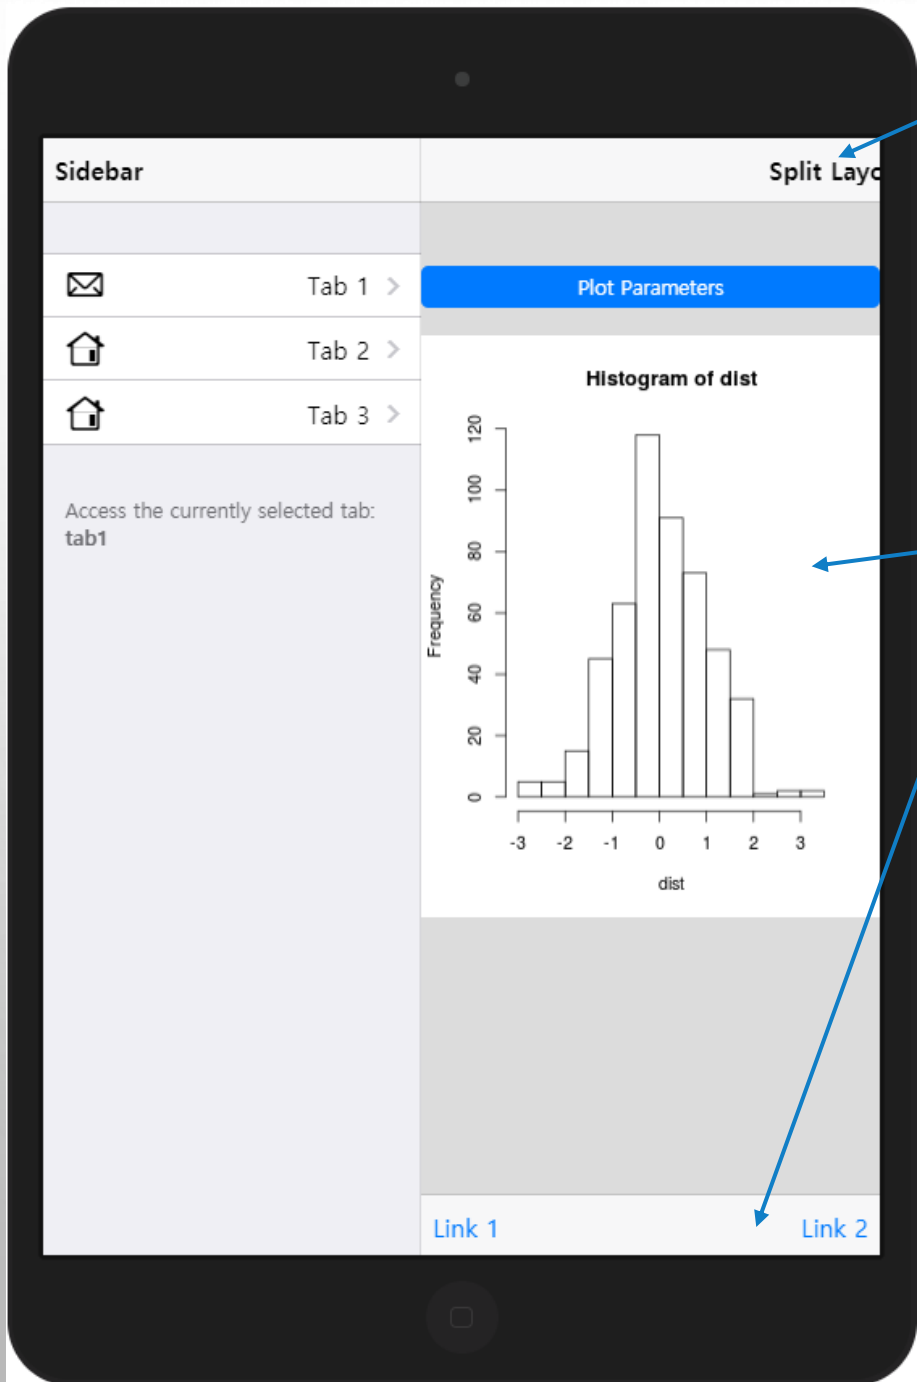 Sidebar
Split Layo
Tab 1
Tab 2
Tab 3
Access the currently selected tab:
tab1
Plot Parameters
Histogram of dist
Frequency
120
100
80
60
40
20
0
-3 -2 -1 0 1 2 3
dist
Link 1 Link 2